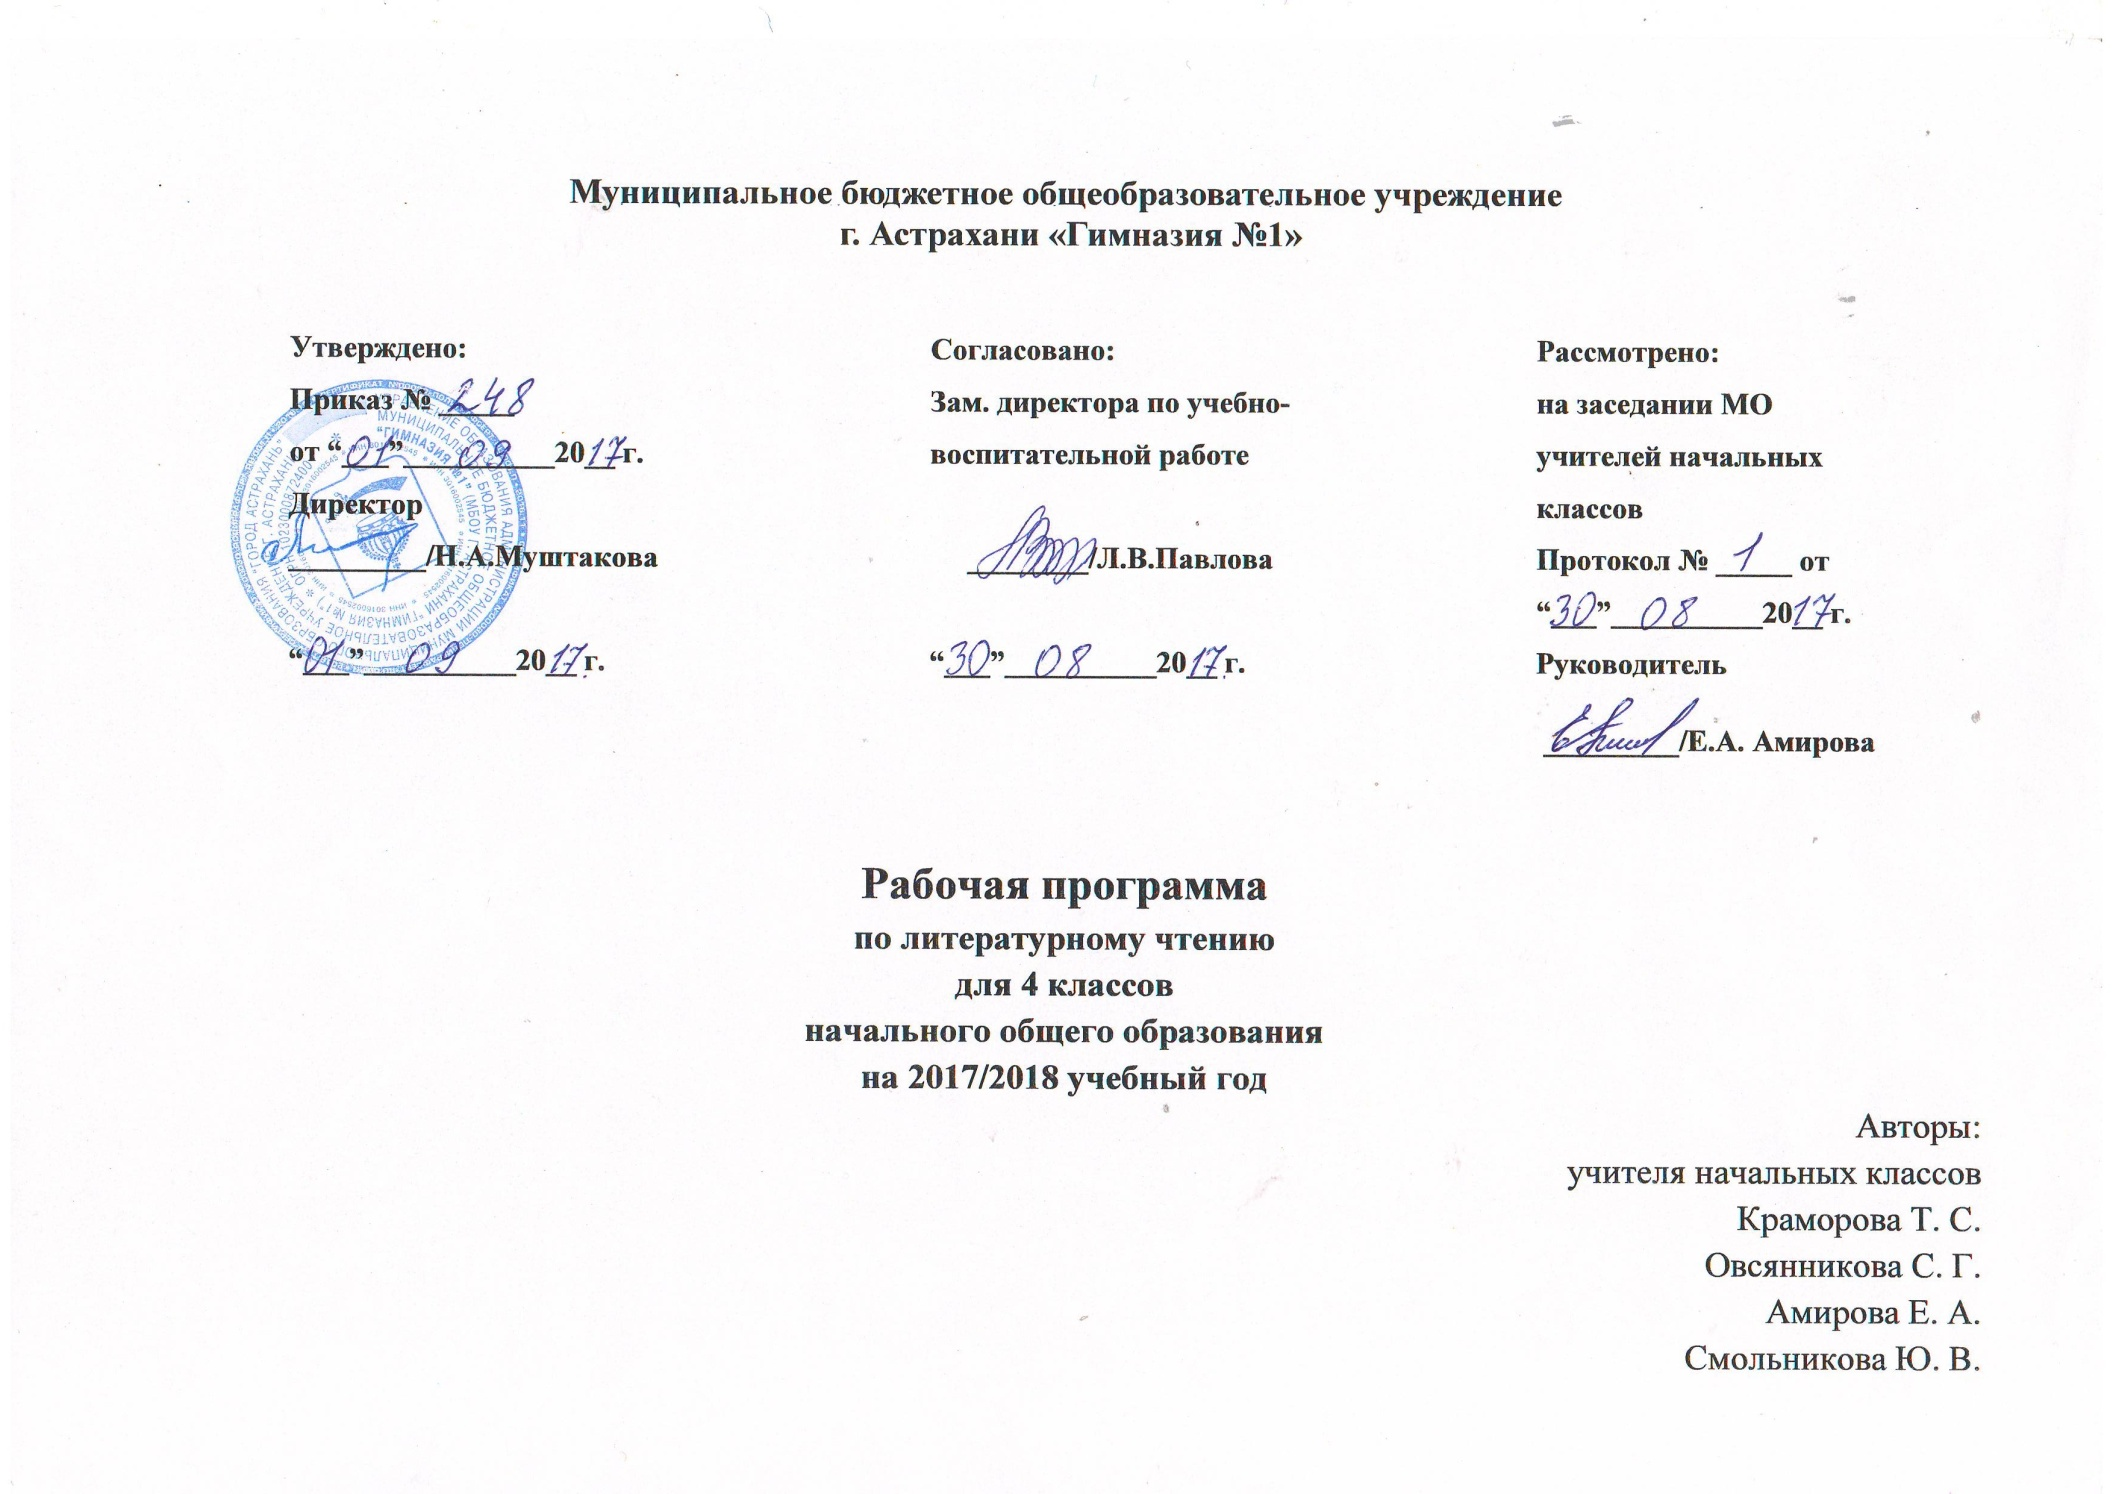 Муниципальное бюджетное общеобразовательное учреждение
г. Астрахани «Гимназия №1»
Утверждено:
Приказ № 248
от “01” 09 2017г.
Директор
/Н.А.Муштакова
“01” 09 2017г.
Согласовано:
Зам. директора по учебно-
воспитательной работе
/Л.В.Павлова
“30” 08 2017г.
Рассмотрено:
на заседании МО
учителей начальных
классов
Протокол № 1 от
“30” 08 2017г.
Руководитель
/Е.А. Амирова
Рабочая программа
по литературному чтению
для 4 классов
начального общего образования
на 2017/2018 учебный год
Авторы:
учителя начальных классов
Краморова Т. С.
Овсянникова С. Г.
Амирова Е. А.
Смольникова Ю. В.